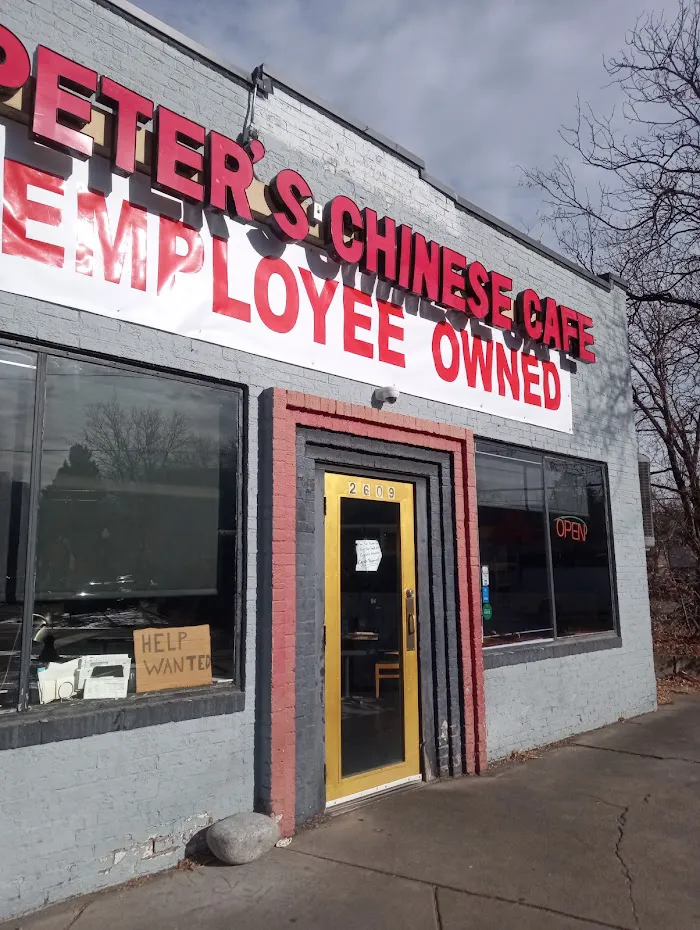 PETER'S CHINESE CAFE
EMPLOYEE OWNED
2609
OPEN
HELP
WANTED